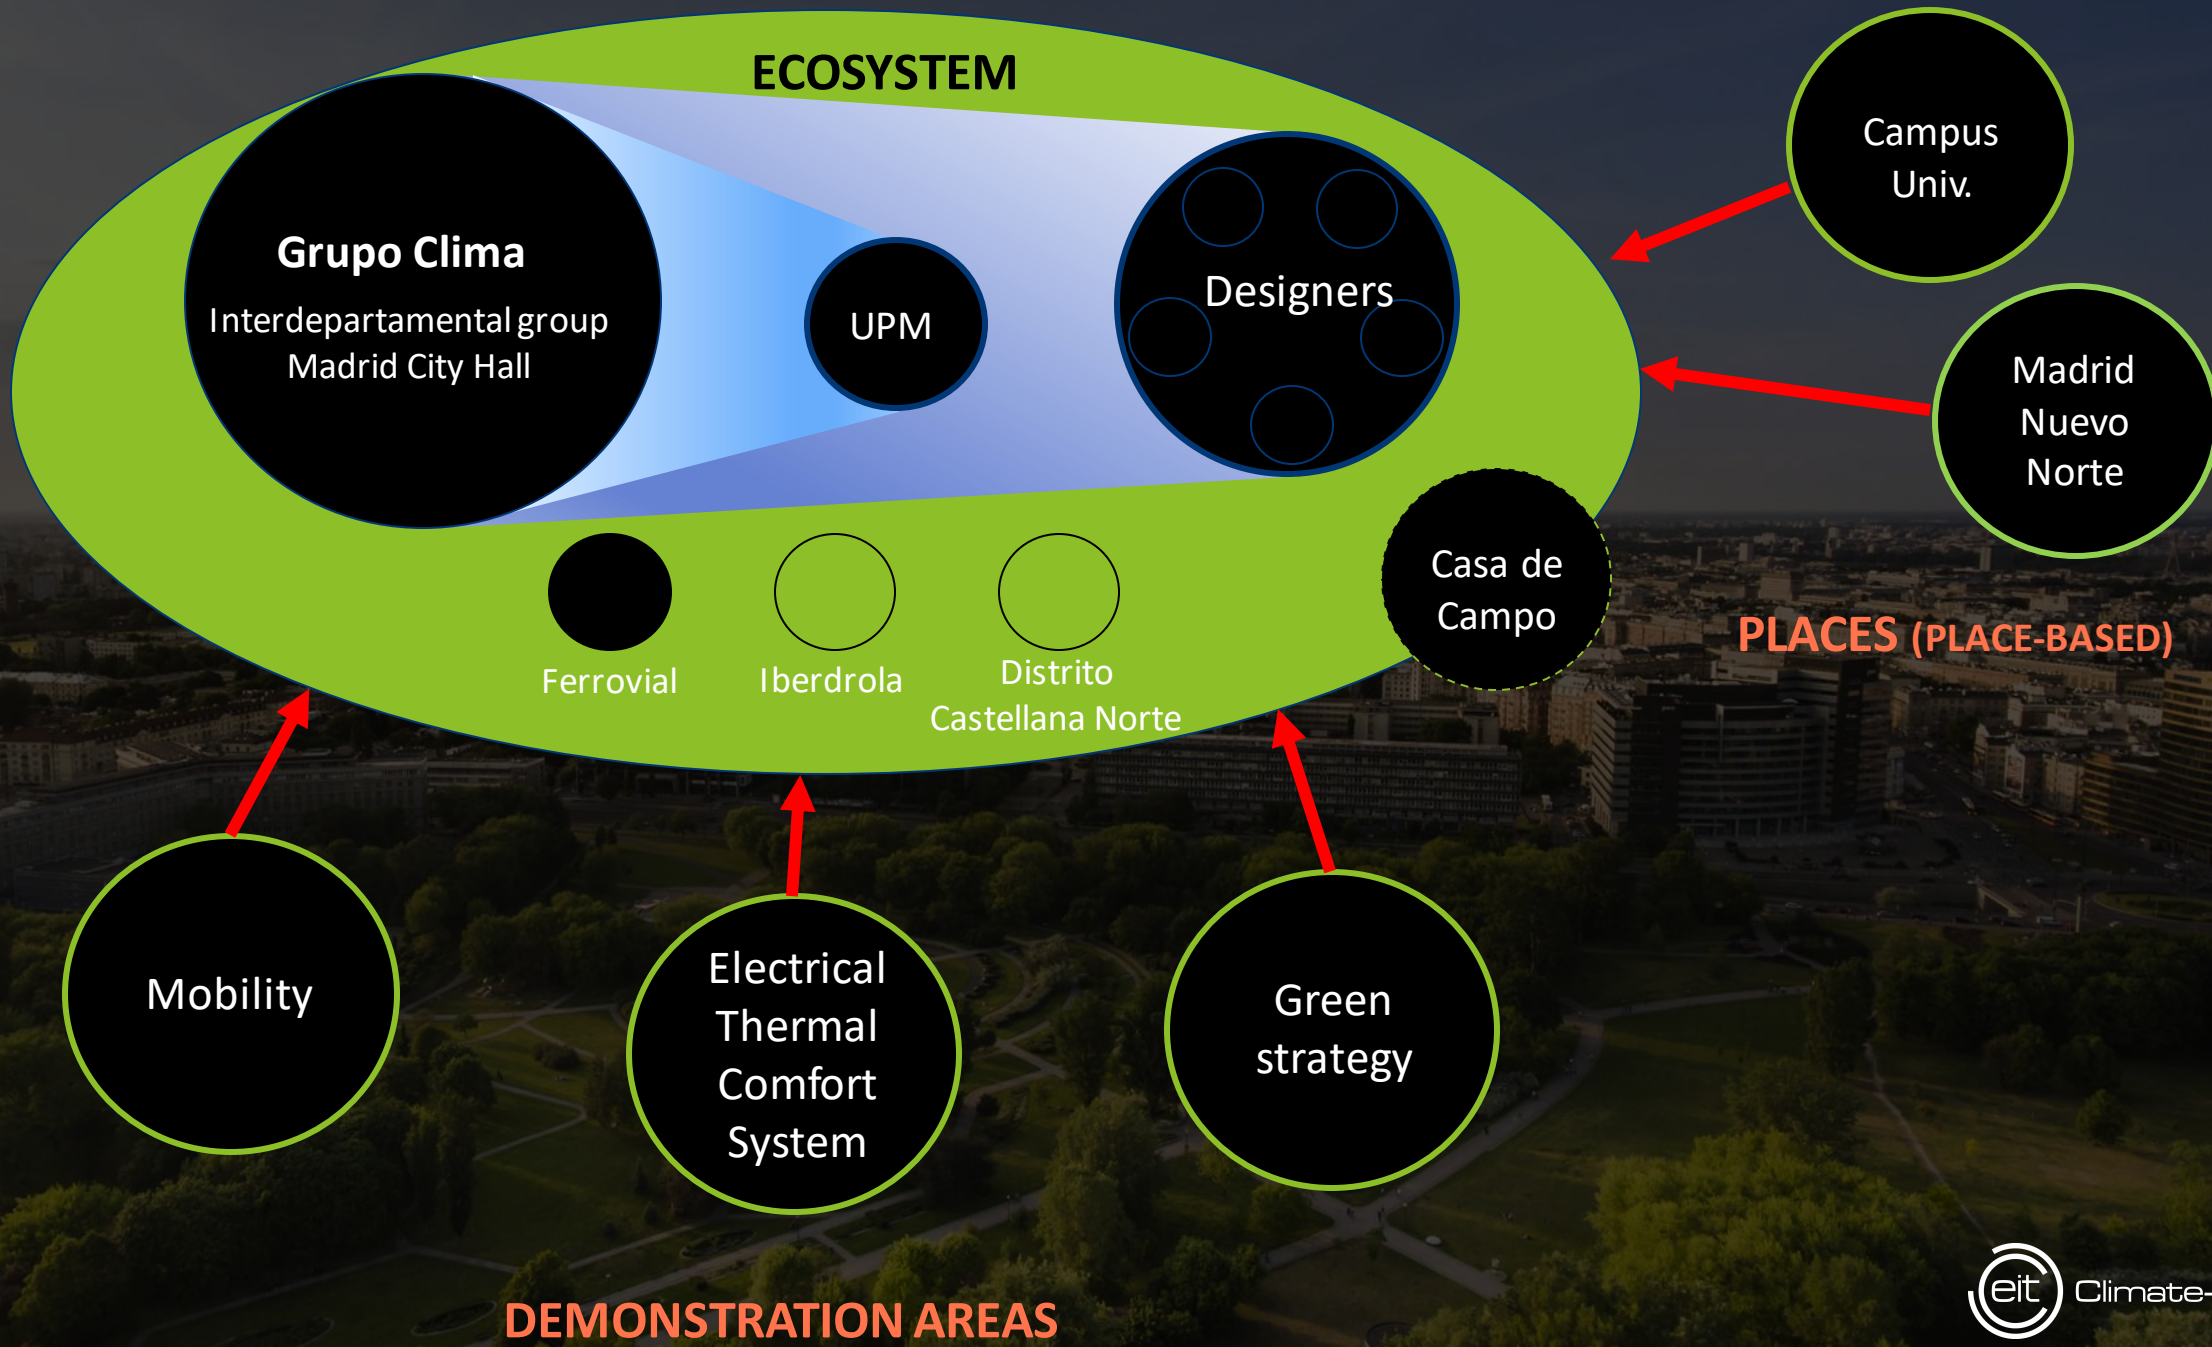 ECOSYSTEM
Grupo Clima
Interdepartamental group
Madrid City Hall
UPM
Designers
Campus
Univ.
Madrid
Nuevo
Norte
Casa de
Campo
PLACES (PLACE-BASED)
Ferrovial
Iberdrola
Distrito
Castellana Norte
Mobility
Electrical
Thermal
Comfort
System
Green
strategy
DEMONSTRATION AREAS
eit Climate-